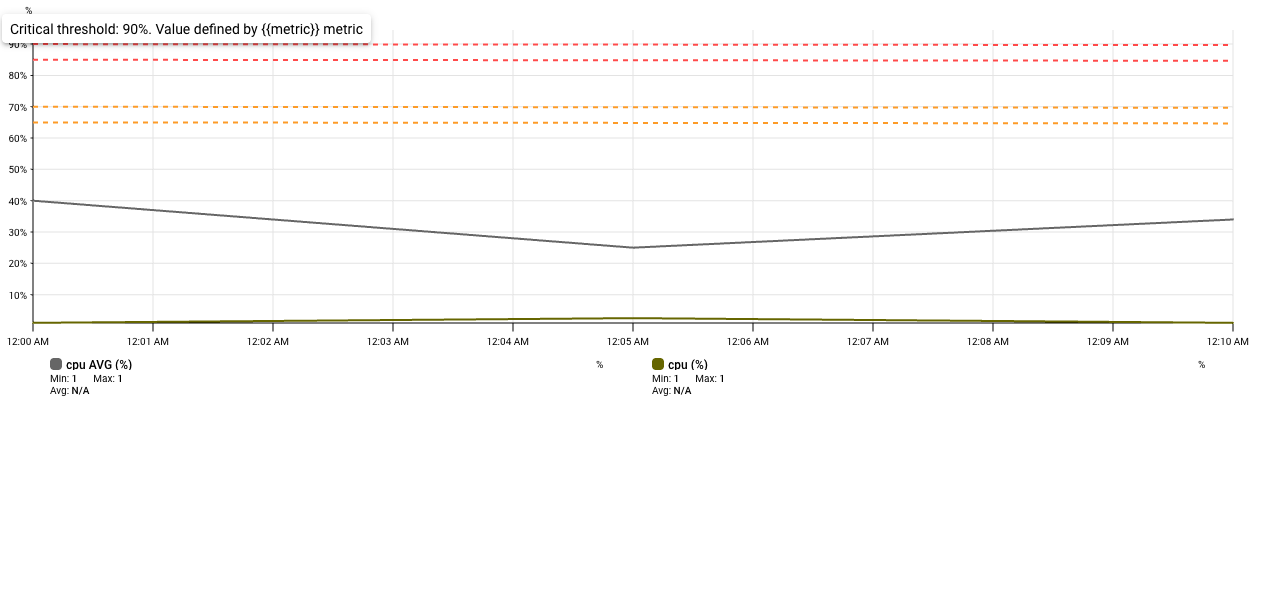 %
Critical threshold: 90%. Value defined by {{metric}} metric
90%
80%
70%
60%
50%
40%
30%
20%
10%
12:00 AM 12:01 AM 12:02 AM 12:03 AM 12:04 AM 12:05 AM 12:06 AM 12:07 AM 12:08 AM 12:09 AM 12:10 AM
cpu AVG (%) %
Min: 1 Max: 1
Avg: N/A
cpu (%) %
Min: 1 Max: 1
Avg: N/A